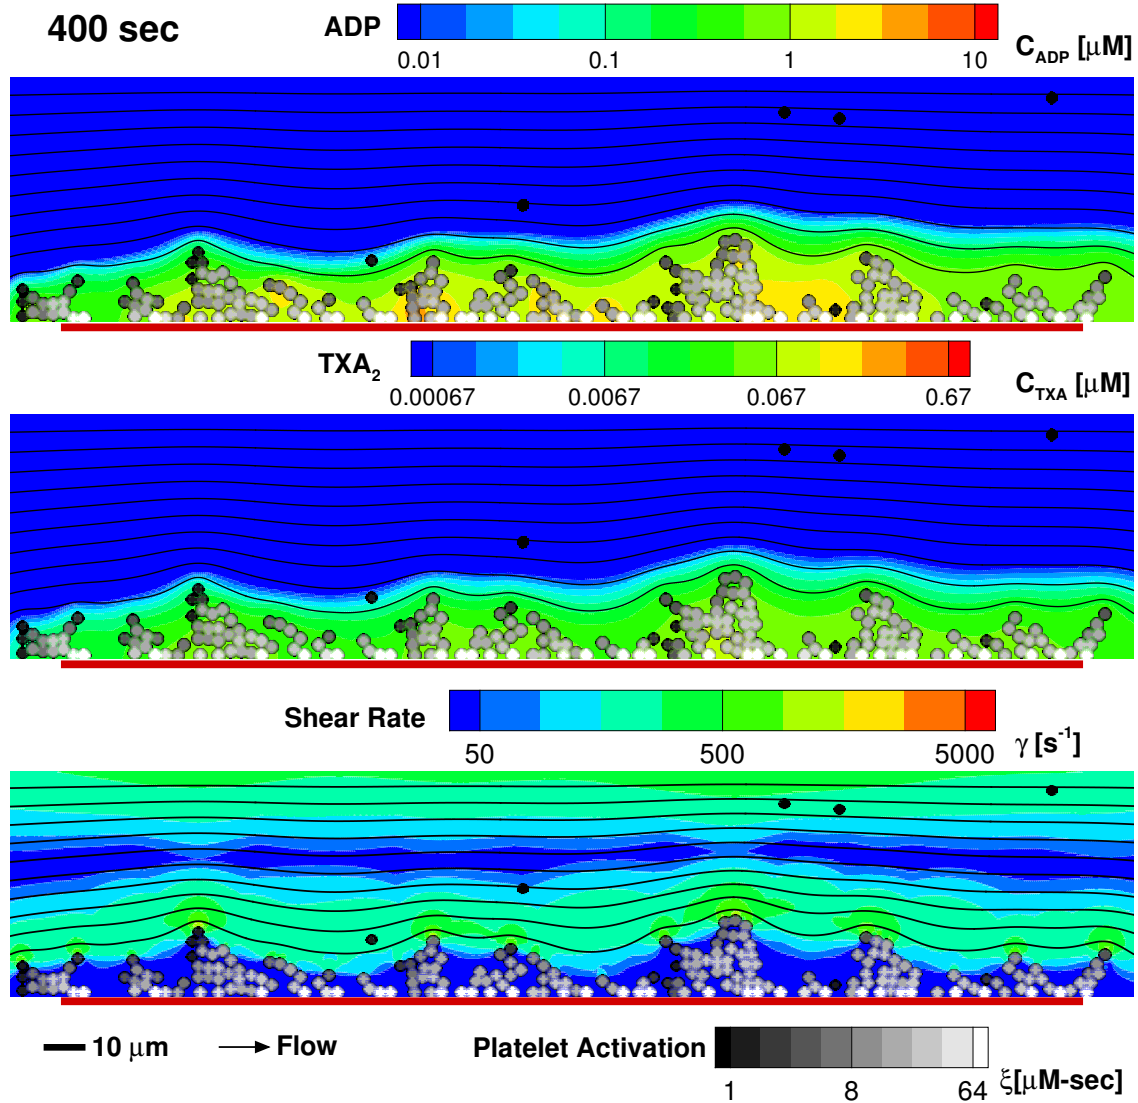 400 sec
ADP
0.01 0.1 1 10
C_ADP [μM]
TXA₂
0.00067 0.0067 0.067 0.67
C_TXA [μM]
Shear Rate
50 500 5000
γ [s⁻¹]
10 μm
Flow
Platelet Activation
1 8 64
ξ[μM-sec]